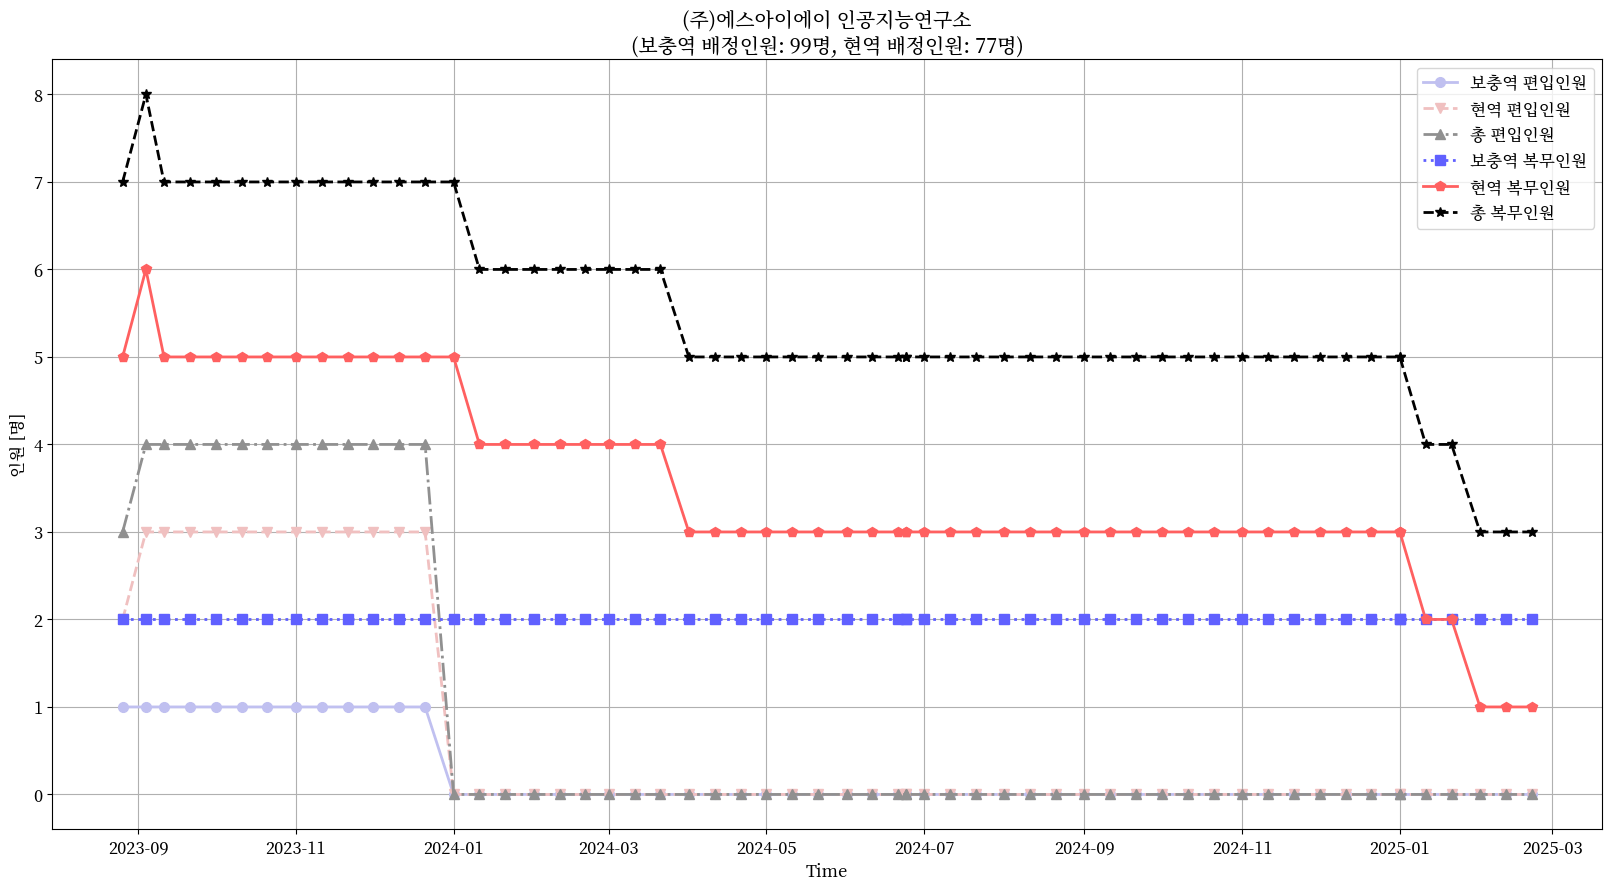 (주)에스아이에이 인공지능연구소
(보충역 배정인원: 99명, 현역 배정인원: 77명)
보충역 편입인원
현역 편입인원
총 편입인원
보충역 복무인원
현역 복무인원
총 복무인원
인원 [명]
8
7
6
5
4
3
2
1
0
2023-09
2023-11
2024-01
2024-03
2024-05
2024-07
2024-09
2024-11
2025-01
2025-03
Time